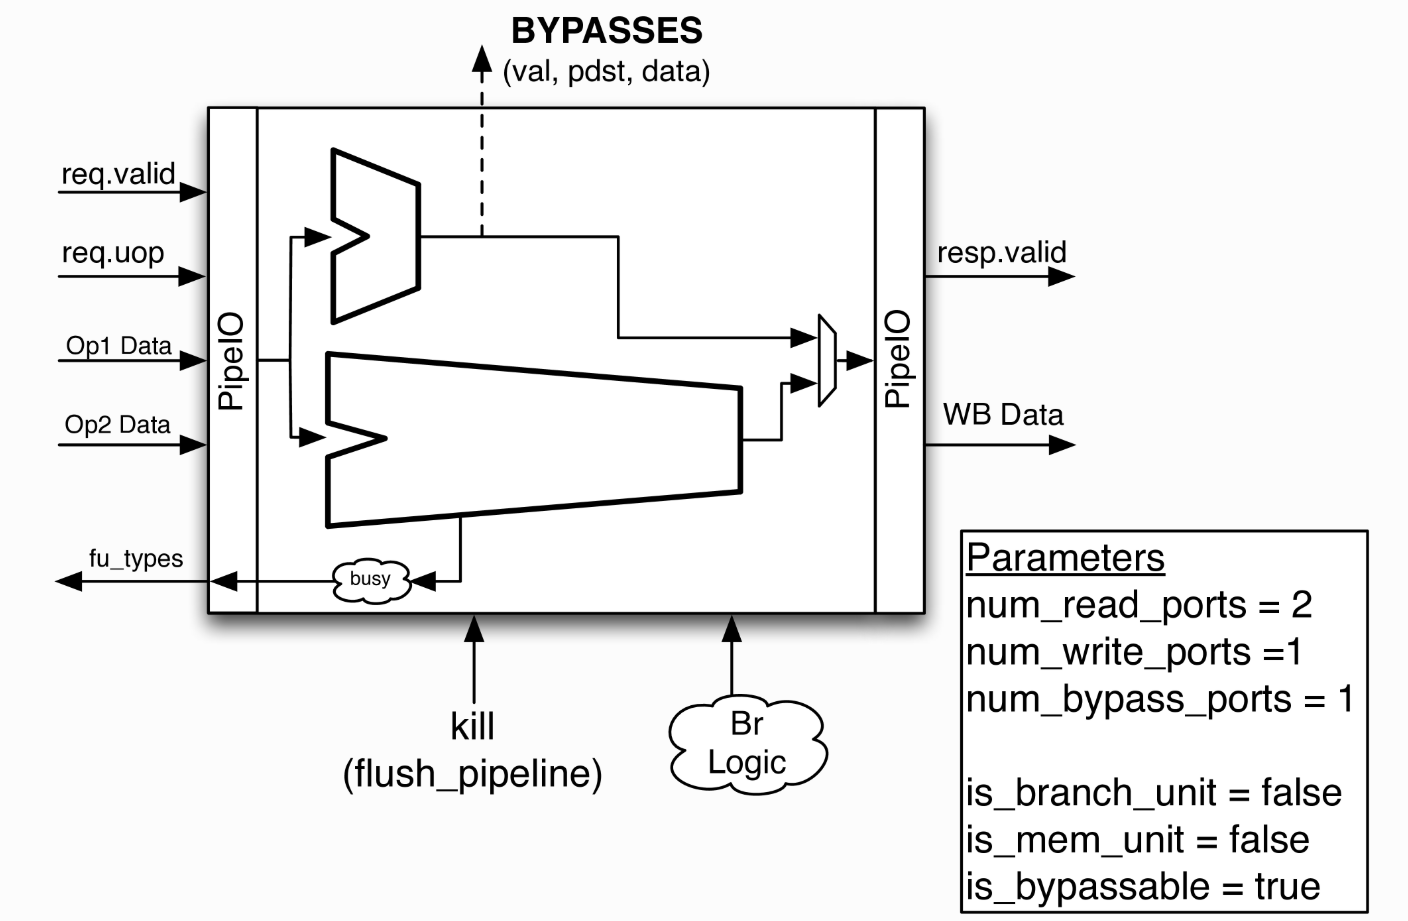 BYPASSES
(val, pdst, data)
req.valid
req.uop
Op1 Data
Op2 Data
fu_types
PipeIO
busy
PipeIO
resp.valid
WB Data
kill
(flush_pipeline)
Br
Logic
Parameters
num_read_ports = 2
num_write_ports =1
num_bypass_ports = 1
is_branch_unit = false
is_mem_unit = false
is_bypassable = true